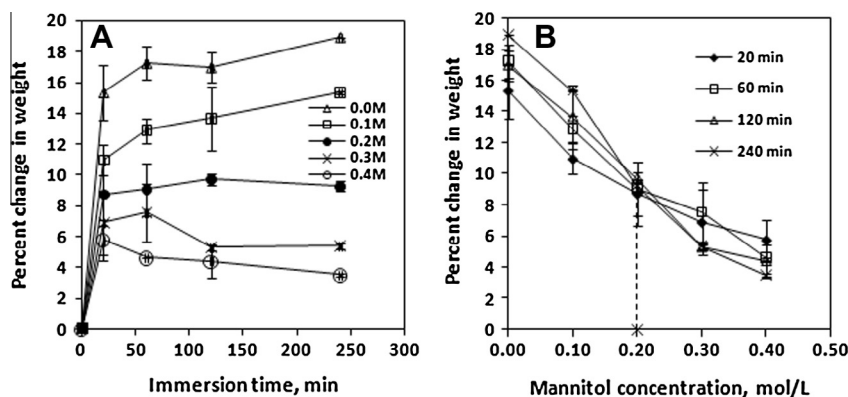 A
Percent change in weight
20
18
16
14
12
10
8
6
4
2
0
0.0M
0.1M
0.2M
0.3M
0.4M
0 50 100 150 200 250 300
Immersion time, min
B
Percent change in weight
20
18
16
14
12
10
8
6
4
2
0
20 min
60 min
120 min
240 min
0.00 0.10 0.20 0.30 0.40 0.50
Mannitol concentration, mol/L